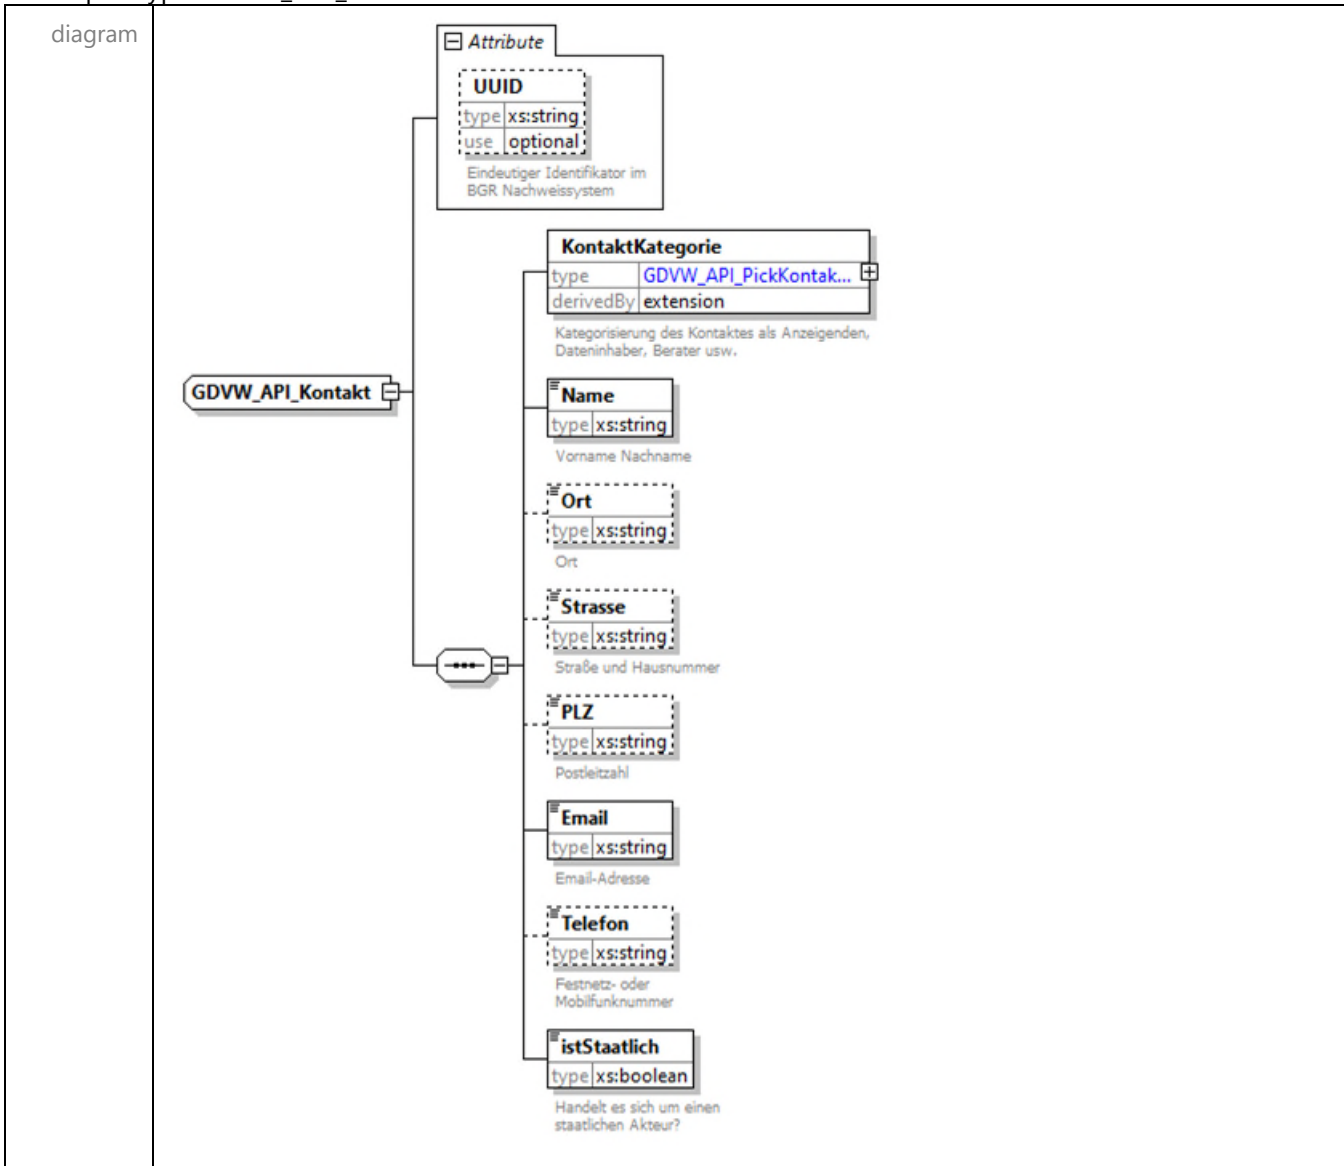 diagram
Attribute
UUID
type xs:string
use optional
Eindeutiger Identifikator im
BGR Nachweissystem
KontaktKategorie
type GDVW_API_PickKontak...
derivedBy extension
Kategorisierung des Kontaktes als Anzeigenden,
Dateninhaber, Berater usw.
GDVW_API_Kontakt
Name
type xs:string
Vorname Nachname
Ort
type xs:string
Ort
Strasse
type xs:string
Straße und Hausnummer
PLZ
type xs:string
Postleitzahl
Email
type xs:string
Email-Adresse
Telefon
type xs:string
Festnetz- oder
Mobilfunknummer
istStaatlich
type xs:boolean
Handelt es sich um einen
staatlichen Akteur?